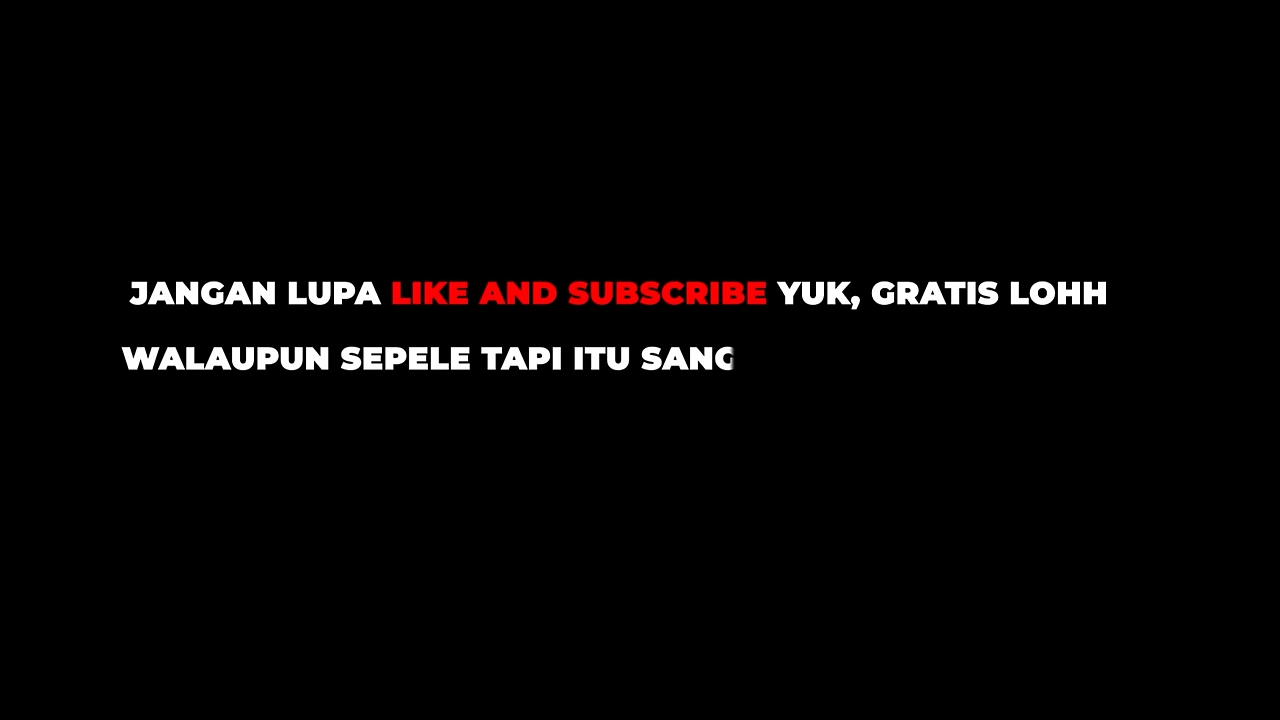 JANGAN LUPA LIKE AND SUBSCRIBE YUK, GRATIS LOHH
WALAUPUN SEPELE TAPI ITU SANG